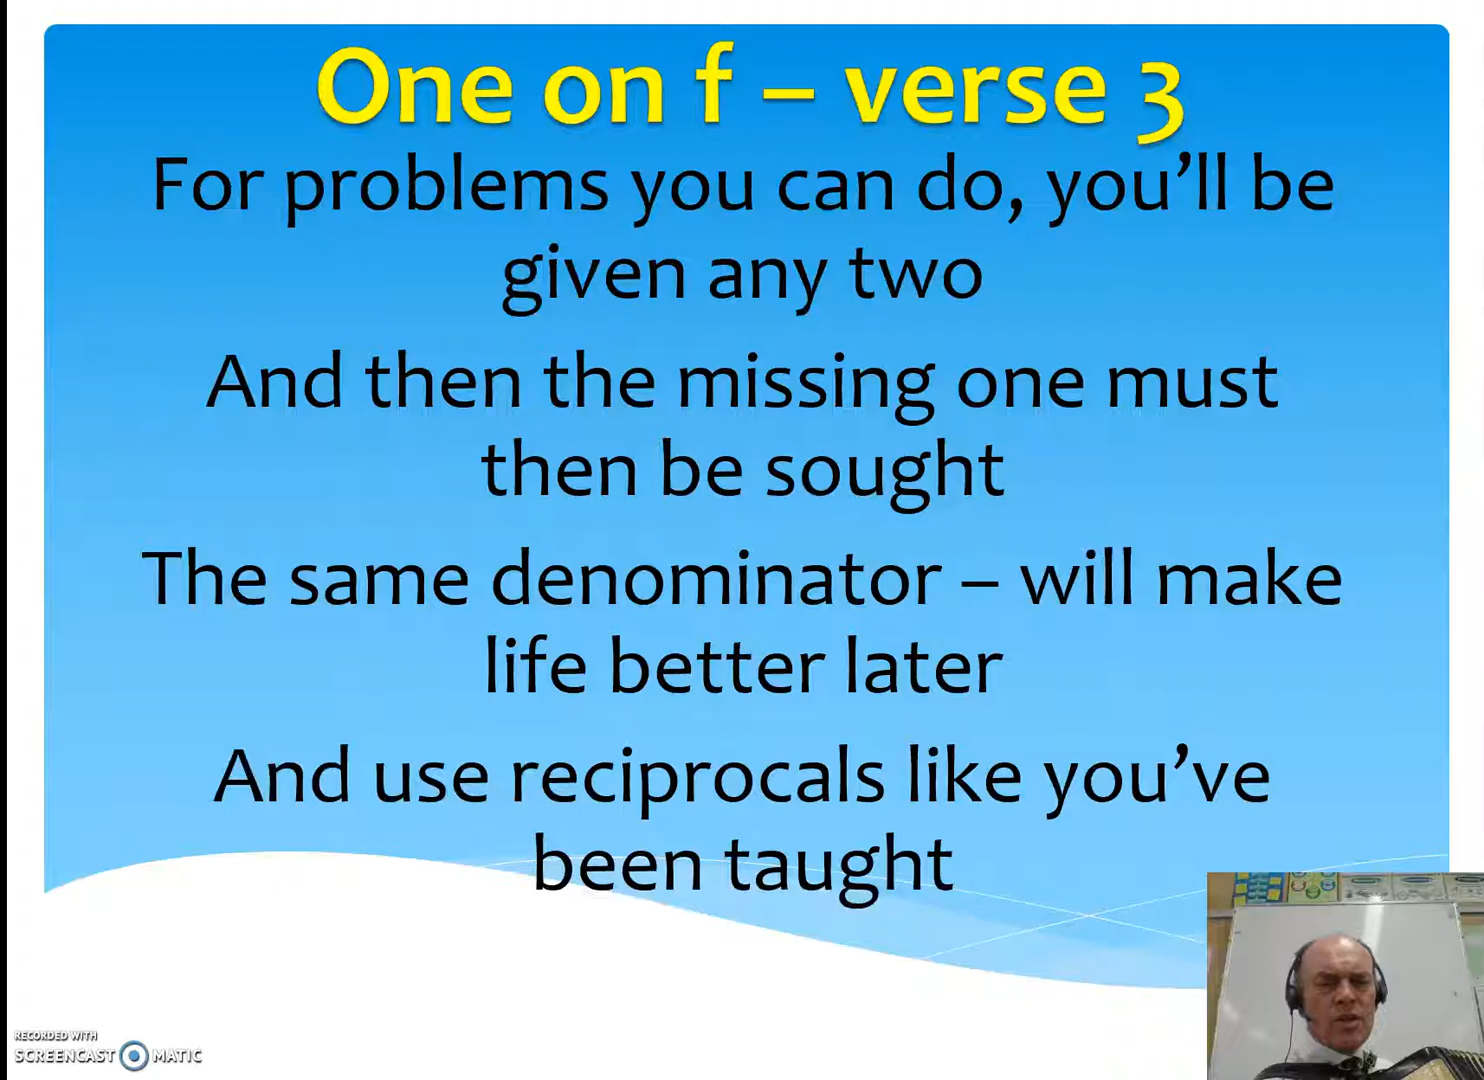 One on f – verse 3
For problems you can do, you’ll be
given any two
And then the missing one must
then be sought
The same denominator – will make
life better later
And use reciprocals like you’ve
been taught
RECORDED WITH
SCREENCAST MATIC